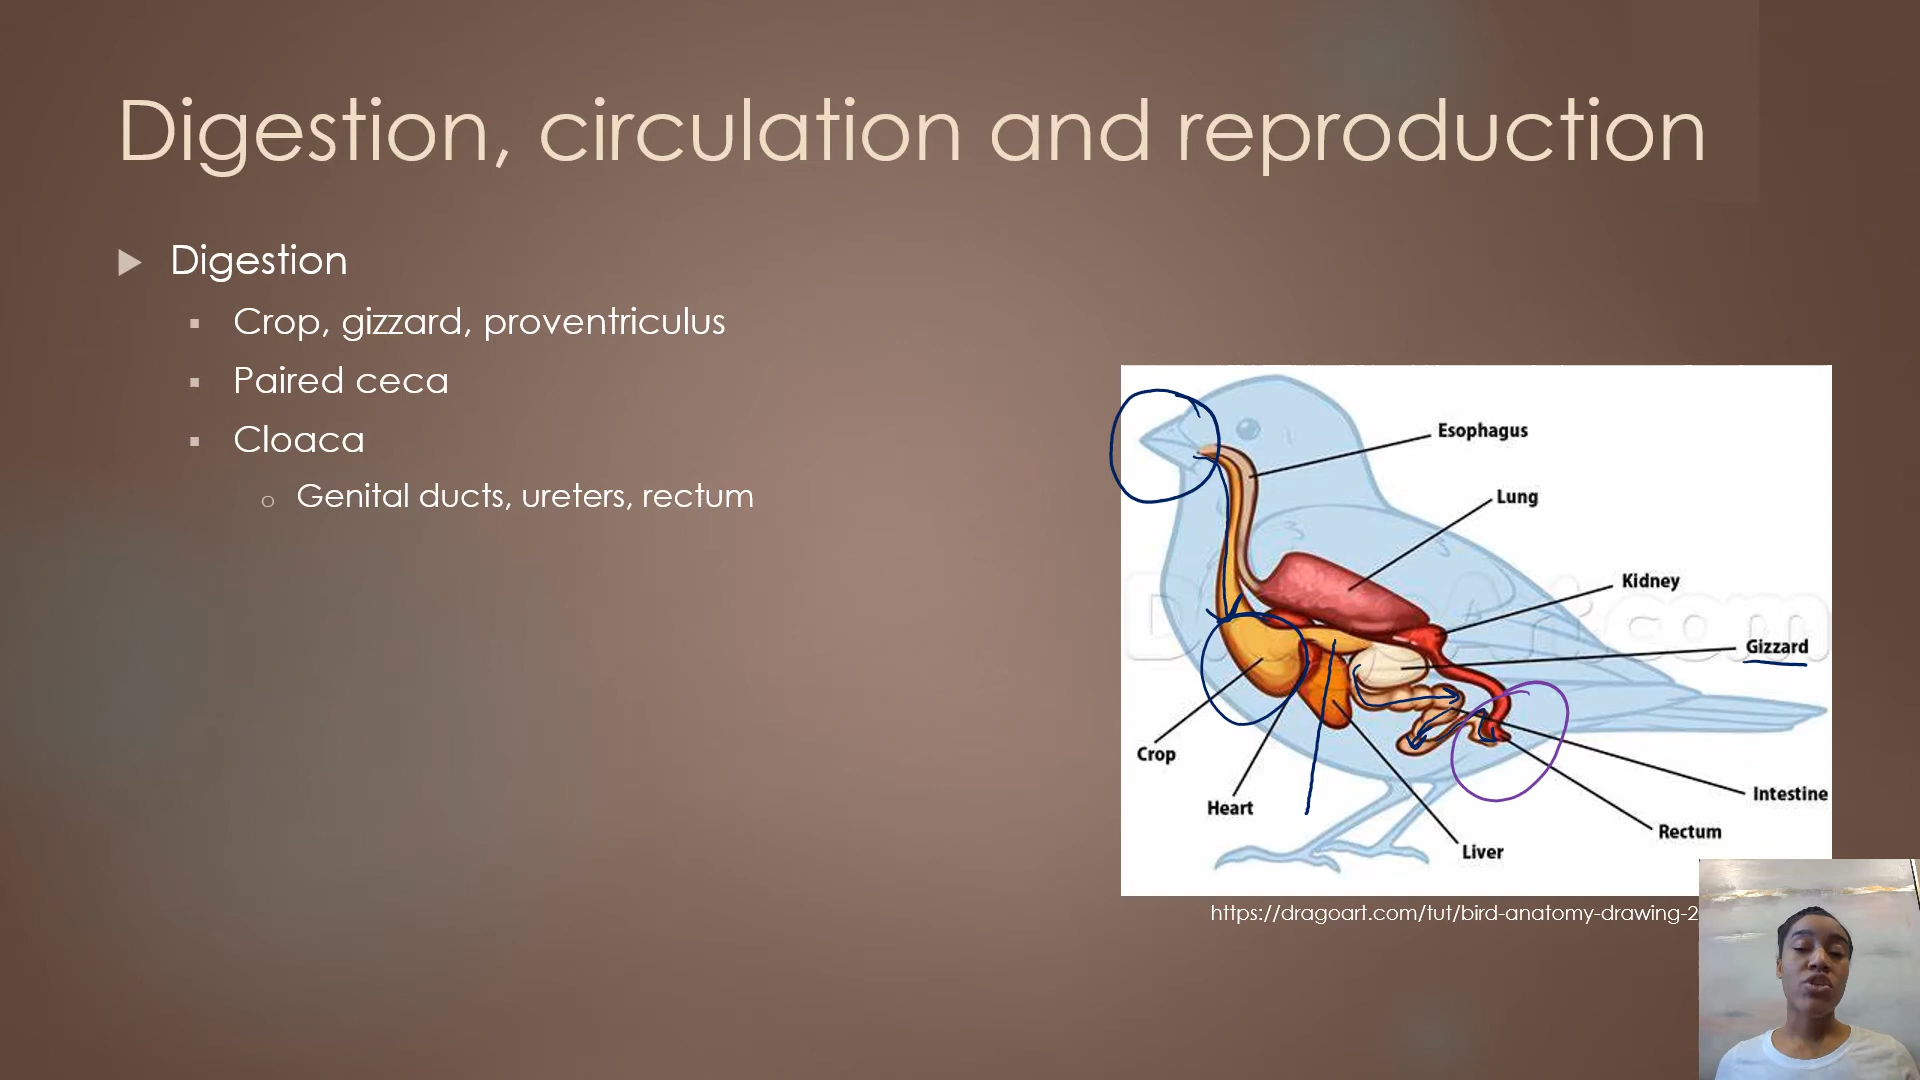 Digestion, circulation and reproduction
Digestion
Crop, gizzard, proventriculus
Paired ceca
Cloaca
Genital ducts, ureters, rectum
Esophagus
Lung
Kidney
Gizzard
Crop
Heart
Intestine
Rectum
Liver
https://dragoart.com/tut/bird-anatomy-drawing-2